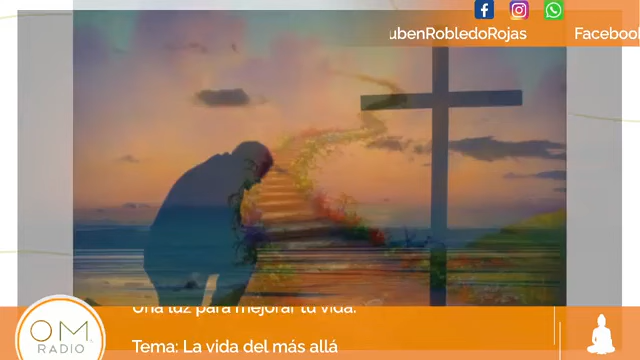 ubenRobledoRojas
Faceboo
Una luz para mejorar tu vida.
OM
RADIO
Tema: La vida del más allá